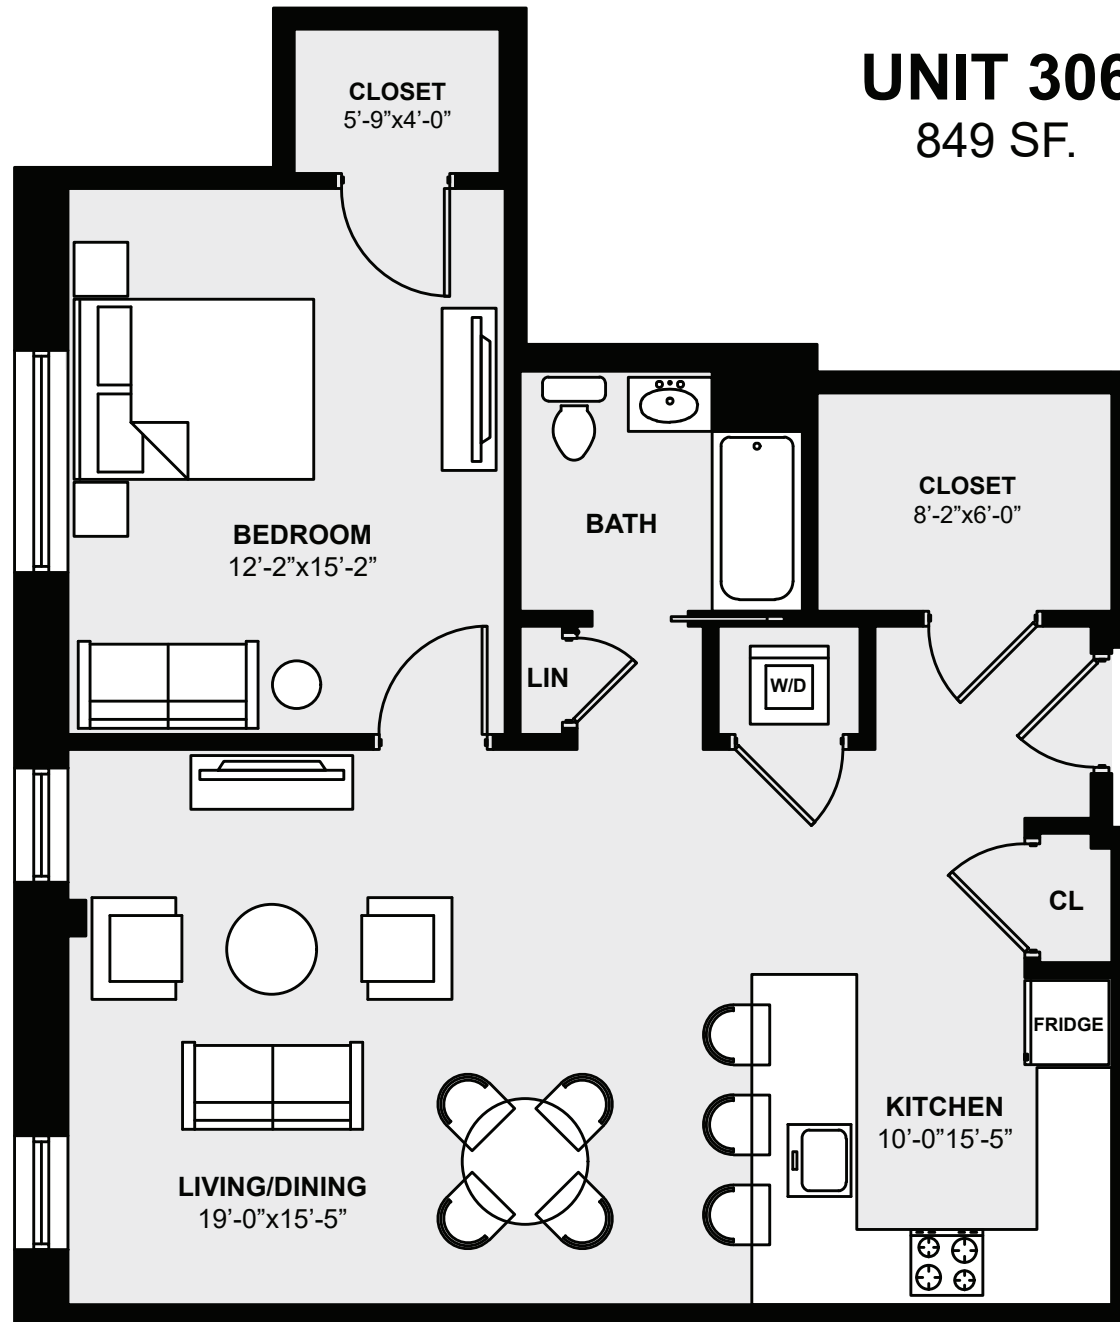 UNIT 306
849 SF.
CLOSET
5’-9”x4’-0”
BEDROOM
12’-2”x15’-2”
BATH
CLOSET
8’-2”x6’-0”
LIN
W/D
CL
FRIDGE
KITCHEN
10’-0”15’-5”
LIVING/DINING
19’-0”x15’-5”